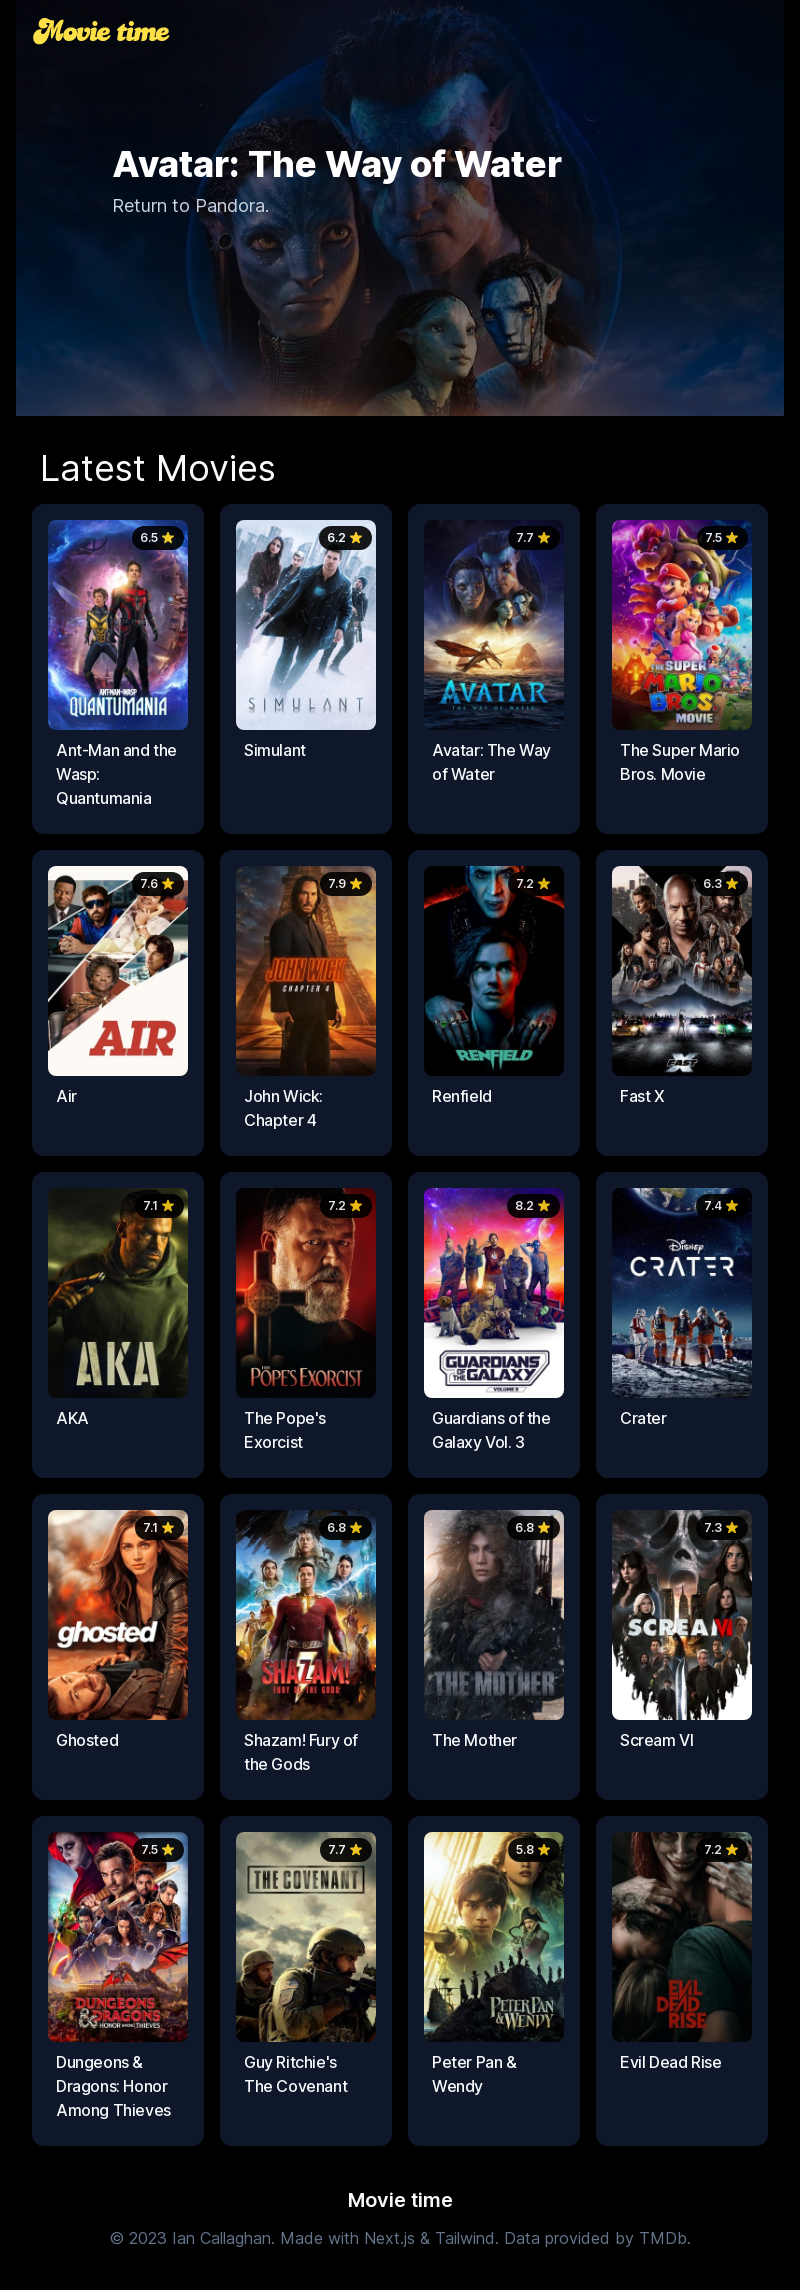 Movie time
Avatar: The Way of Water
Return to Pandora.
Latest Movies
6.5
ANT-MAN AND THE WASP
QUANTUMANIA
Ant-Man and the
Wasp:
Quantumania
6.2
SIMULANT
Simulant
7.7
AVATAR
THE WAY OF WATER
Avatar: The Way
of Water
7.5
THE SUPER
MARIO
BROS.
MOVIE
The Super Mario
Bros. Movie
7.6
AIR
Air
7.9
JOHN WICK
CHAPTER 4
John Wick:
Chapter 4
7.2
RENFIELD
Renfield
6.3
FAST X
Fast X
7.1
AKA
AKA
7.2
THE
POPE'S EXORCIST
The Pope's
Exorcist
8.2
GUARDIANS
OF THE
GALAXY
VOLUME 3
Guardians of the
Galaxy Vol. 3
7.4
Disney
CRATER
Crater
7.1
ghosted
Ghosted
6.8
SHAZAM!
FURY OF THE GODS
Shazam! Fury of
the Gods
6.8
THE MOTHER
The Mother
7.3
SCREAM VI
Scream VI
7.5
DUNGEONS
& DRAGONS
HONOR AMONG THIEVES
Dungeons &
Dragons: Honor
Among Thieves
7.7
THE COVENANT
Guy Ritchie's
The Covenant
5.8
PETER PAN
& WENDY
Peter Pan &
Wendy
7.2
EVIL
DEAD
RISE
Evil Dead Rise
Movie time
© 2023 Ian Callaghan. Made with Next.js & Tailwind. Data provided by TMDb.